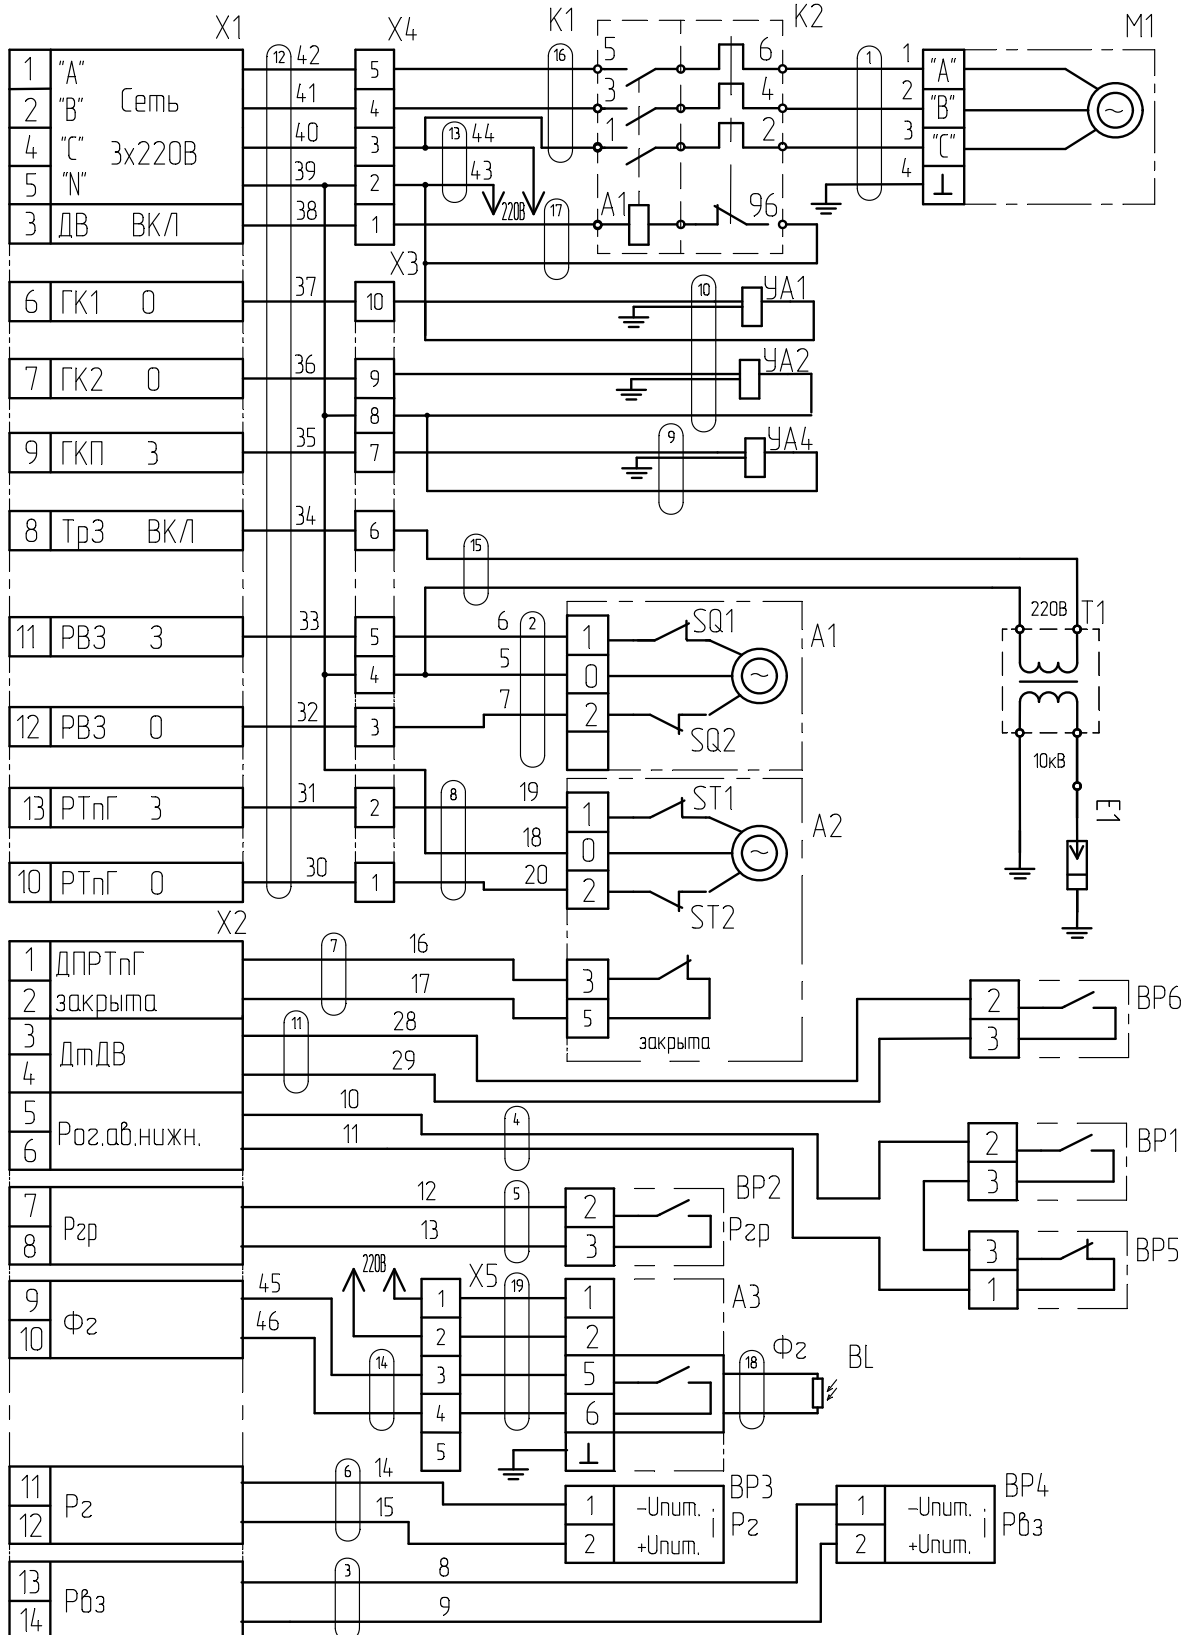 X1 X4 K1 K2 M1
1 "A" 12 42 5 16 5 6 1 1 "A"
2 "B" Сеть 41 4 3 4 2 "B"
4 "C" 3х220В 40 3 13 44 1 2 3 "C"
5 "N" 39 2 43 4
3 ДВ ВКЛ 38 1 220В 17 A1 96
X3
6 ГК1 0 37 10 10 УА1
7 ГК2 0 36 9 УА2
8
9 ГКП З 35 7 9 УА4
8 ТрЗ ВКЛ 34 6 15
220В Т1
11 РВЗ З 33 5 6 2 1 SQ1 А1
4 5 0
12 РВЗ 0 32 3 7 2 SQ2
10кВ
13 РТпГ З 31 2 8 19 1 ST1 А2 Е1
18 0
10 РТпГ 0 30 1 20 2 ST2
X2
1 ДПРТпГ 7 16 3
2 закрыта 17 5 2 ВР6
закрыта
3 ДтДВ 11 28 3
4 29
5 Рог.ав.нижн. 10 4 2 ВР1
6 11 3
7 Ргр 12 5 2 ВР2
8 13 3 Ргр 3 ВР5
220В 1
9 Фг 45 X5 1 19 1 А3
10 46 2 2
14 3 5 Фг 18 BL
4 6
5
11 Рг 6 14 1 -Uпит. ВР3 1 -Uпит. ВР4
12 15 2 +Uпит. Рг 2 +Uпит. Рвз
13 Рвз 3 8
14 9